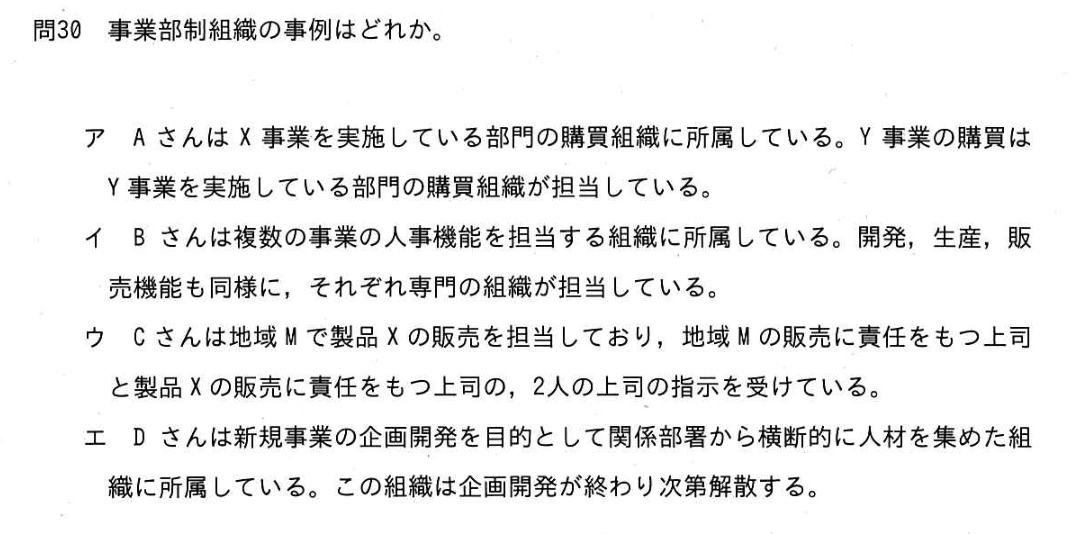 問30 事業部制組織の事例はどれか。
ア A さんは X 事業を実施している部門の購買組織に所属している。Y 事業の購買は
Y 事業を実施している部門の購買組織が担当している。
イ B さんは複数の事業の人事機能を担当する組織に所属している。開発，生産，販
売機能も同様に，それぞれ専門の組織が担当している。
ウ C さんは地域 M で製品 X の販売を担当しており，地域 M の販売に責任をもつ上司
と製品 X の販売に責任をもつ上司の，2人の上司の指示を受けている。
エ D さんは新規事業の企画開発を目的として関係部署から横断的に人材を集めた組
織に所属している。この組織は企画開発が終わり次第解散する。